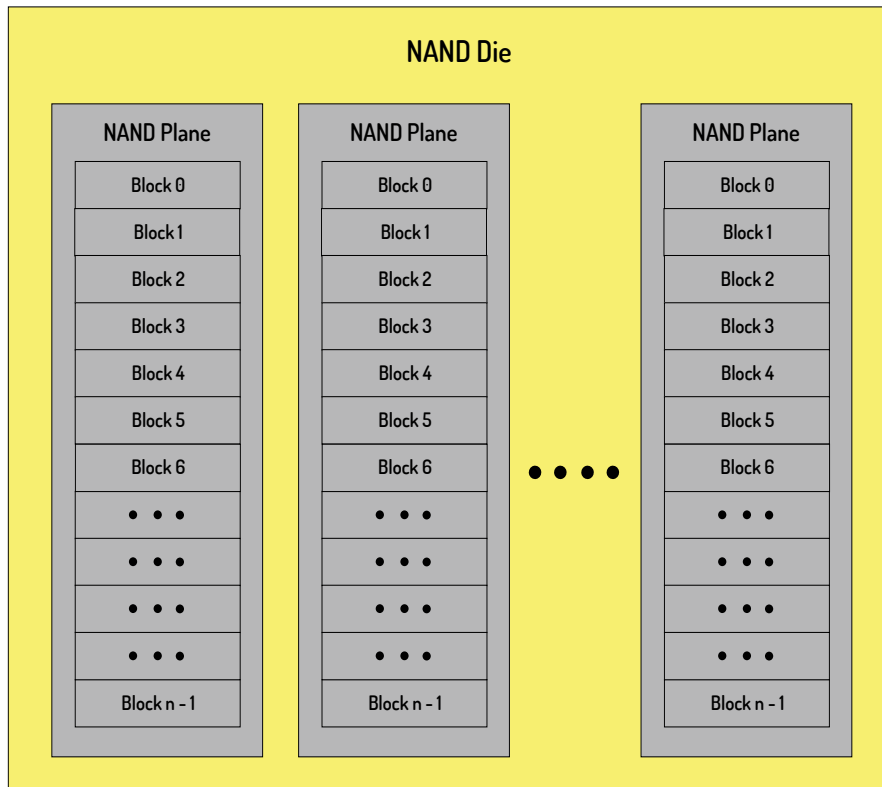 NAND Die
NAND Plane
Block 0
Block 1
Block 2
Block 3
Block 4
Block 5
Block 6
• • •
• • •
• • •
• • •
Block n - 1
NAND Plane
Block 0
Block 1
Block 2
Block 3
Block 4
Block 5
Block 6
• • •
• • •
• • •
• • •
Block n - 1
• • • •
NAND Plane
Block 0
Block 1
Block 2
Block 3
Block 4
Block 5
Block 6
• • •
• • •
• • •
• • •
Block n - 1